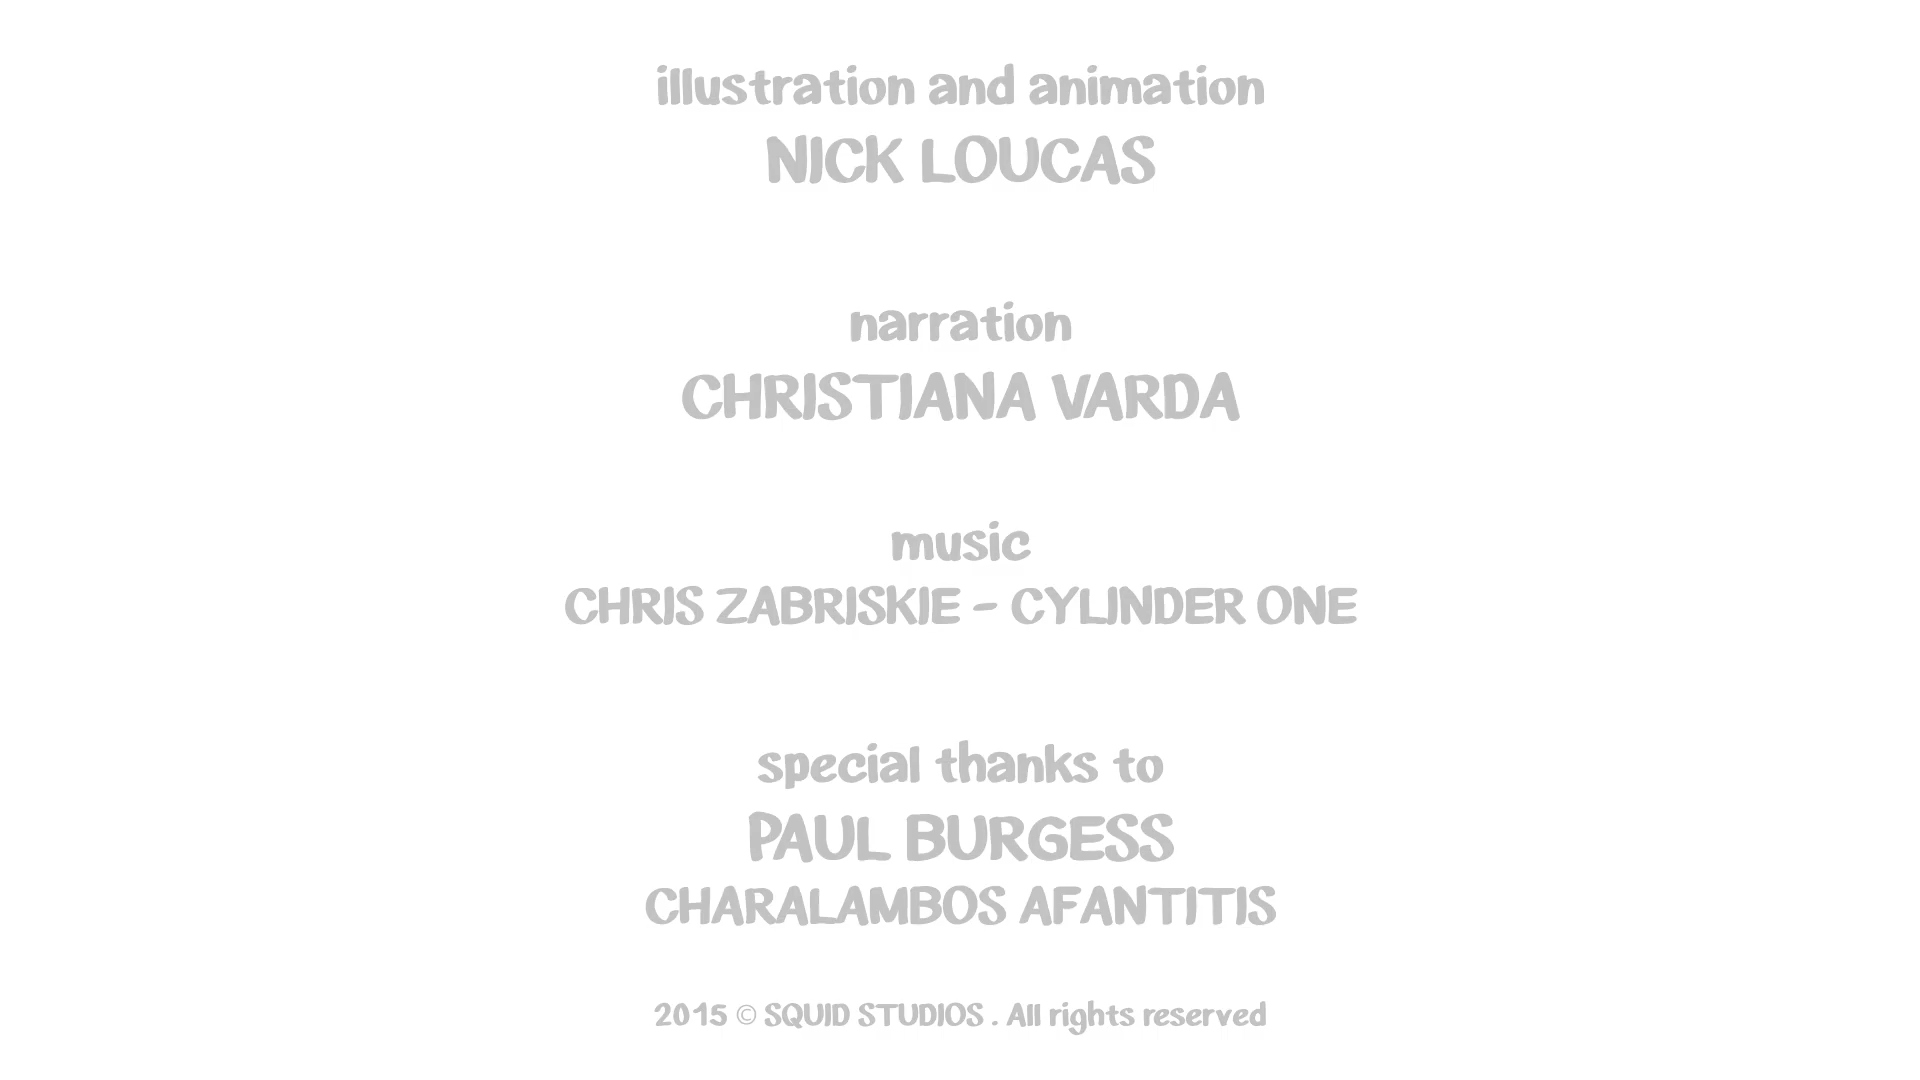 illustration and animation
NICK LOUCAS
narration
CHRISTIANA VARDA
music
CHRIS ZABRISKIE - CYLINDER ONE
special thanks to
PAUL BURGESS
CHARALAMBOS AFANTITIS
2015 © SQUID STUDIOS . All rights reserved